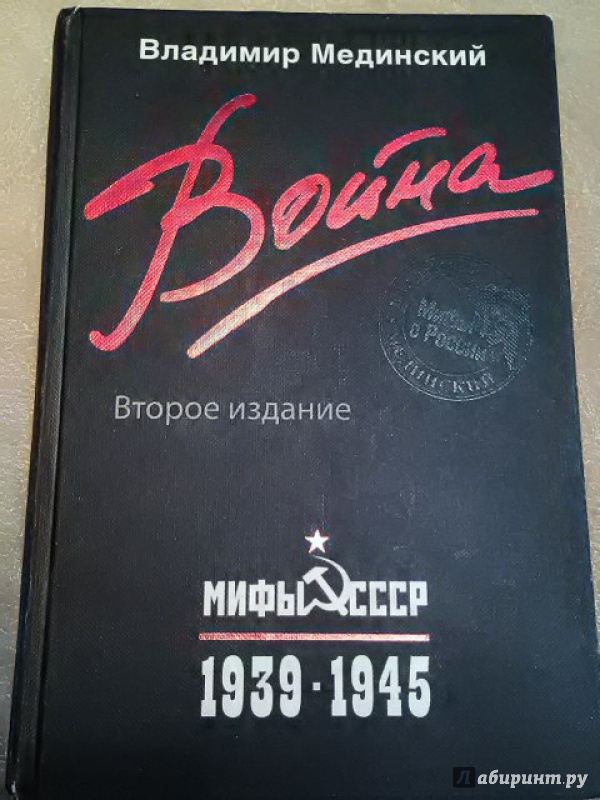 Владимир Мединский
Война
Мифы
о России
Мединский
Второе издание
МИФЫ СССР
1939·1945
Лабиринт.ру